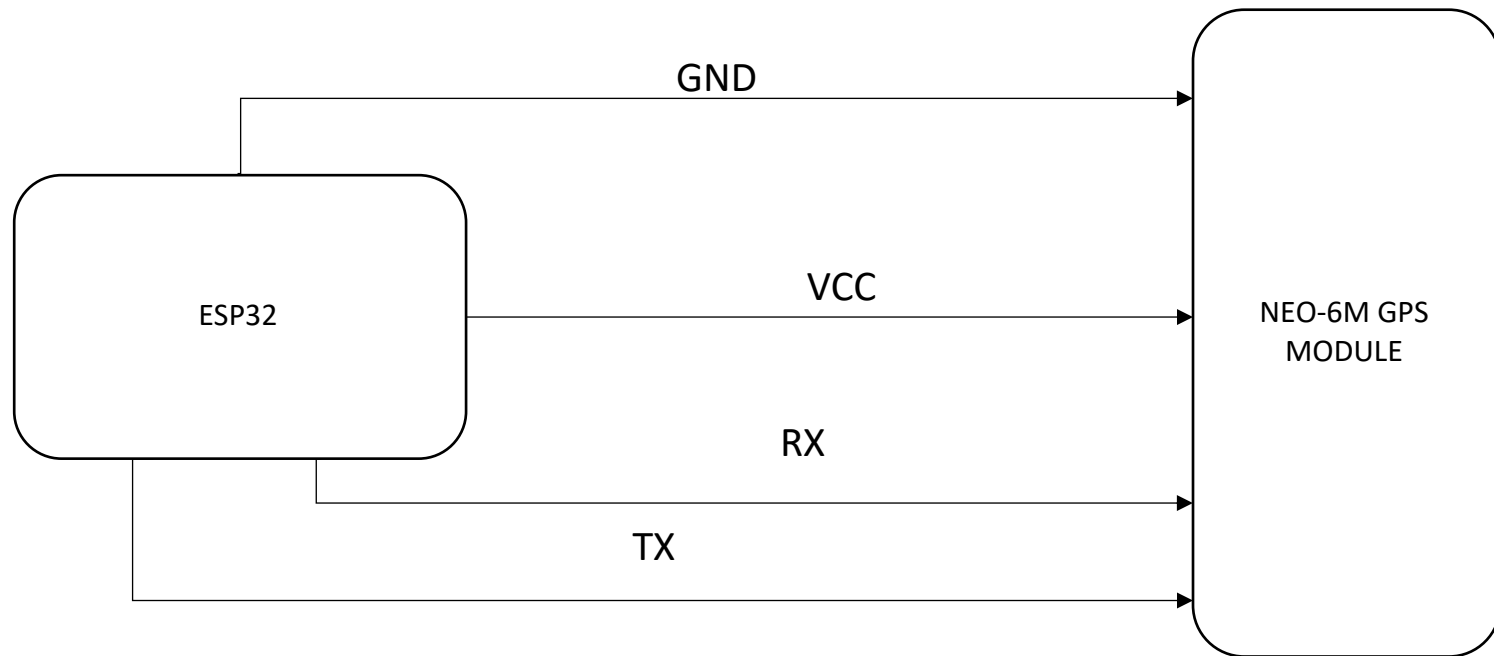 GND
VCC
ESP32
NEO-6M GPS
MODULE
RX
TX